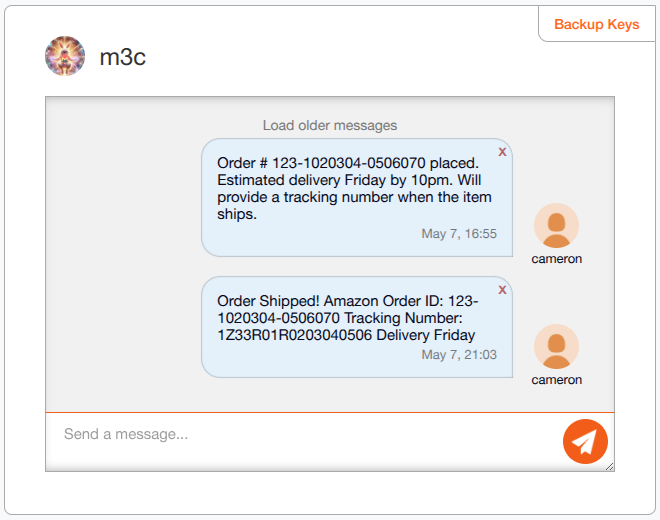 Backup Keys
m3c
Load older messages
x
Order # 123-1020304-0506070 placed.
Estimated delivery Friday by 10pm. Will
provide a tracking number when the item
ships.
May 7, 16:55
cameron
x
Order Shipped! Amazon Order ID: 123-
1020304-0506070 Tracking Number:
1Z33R01R0203040506 Delivery Friday
May 7, 21:03
cameron
Send a message...